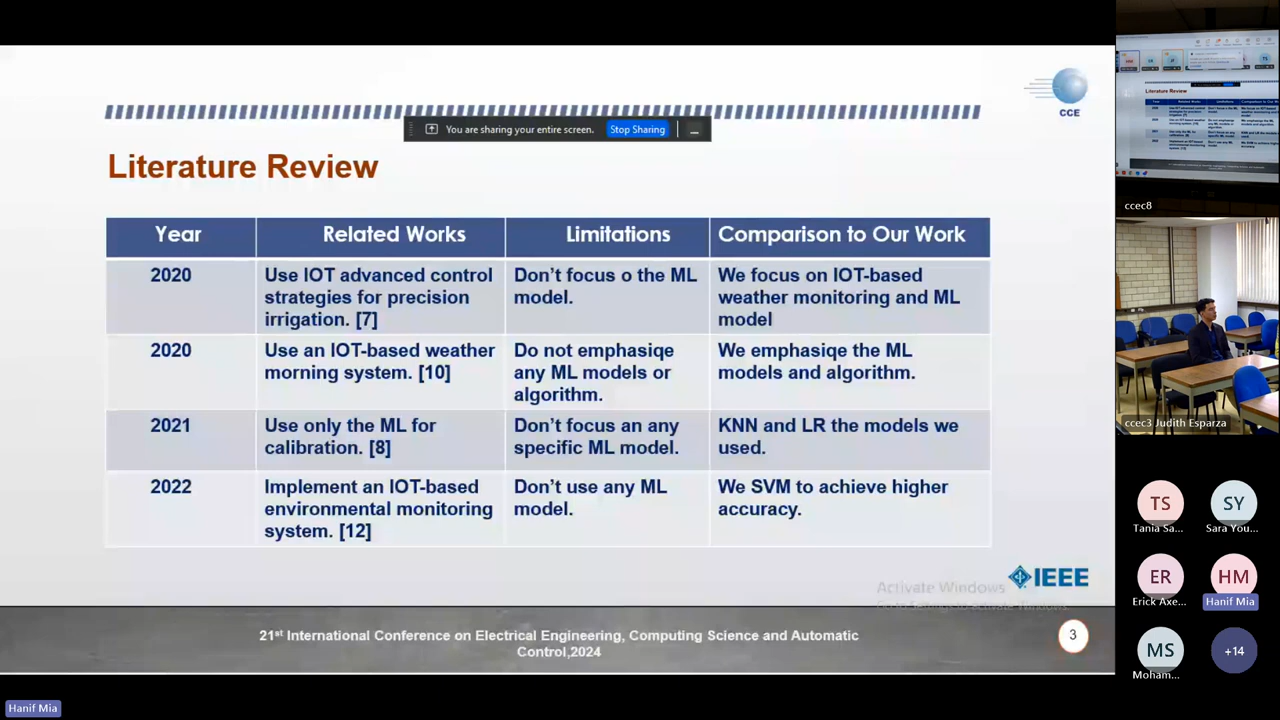 CCE
You are sharing your entire screen. Stop Sharing
Literature Review
Year Related Works Limitations Comparison to Our Work
2020 Use IOT advanced control strategies for precision irrigation. [7] Don't focus o the ML model. We focus on IOT-based weather monitoring and ML model
2020 Use an IOT-based weather morning system. [10] Do not emphasiqe any ML models or algorithm. We emphasiqe the ML models and algorithm.
2021 Use only the ML for calibration. [8] Don't focus an any specific ML model. KNN and LR the models we used.
2022 Implement an IOT-based environmental monitoring system. [12] Don't use any ML model. We SVM to achieve higher accuracy.
Activate Windows
IEEE
21st International Conference on Electrical Engineering, Computing Science and Automatic
Control,2024
3
Hanif Mia
Literature Review
ccec8
ccec3 Judith Esparza
TS SY
Tania Sa... Sara You...
ER HM
Erick Axe... Hanif Mia
MS +14
Moham...